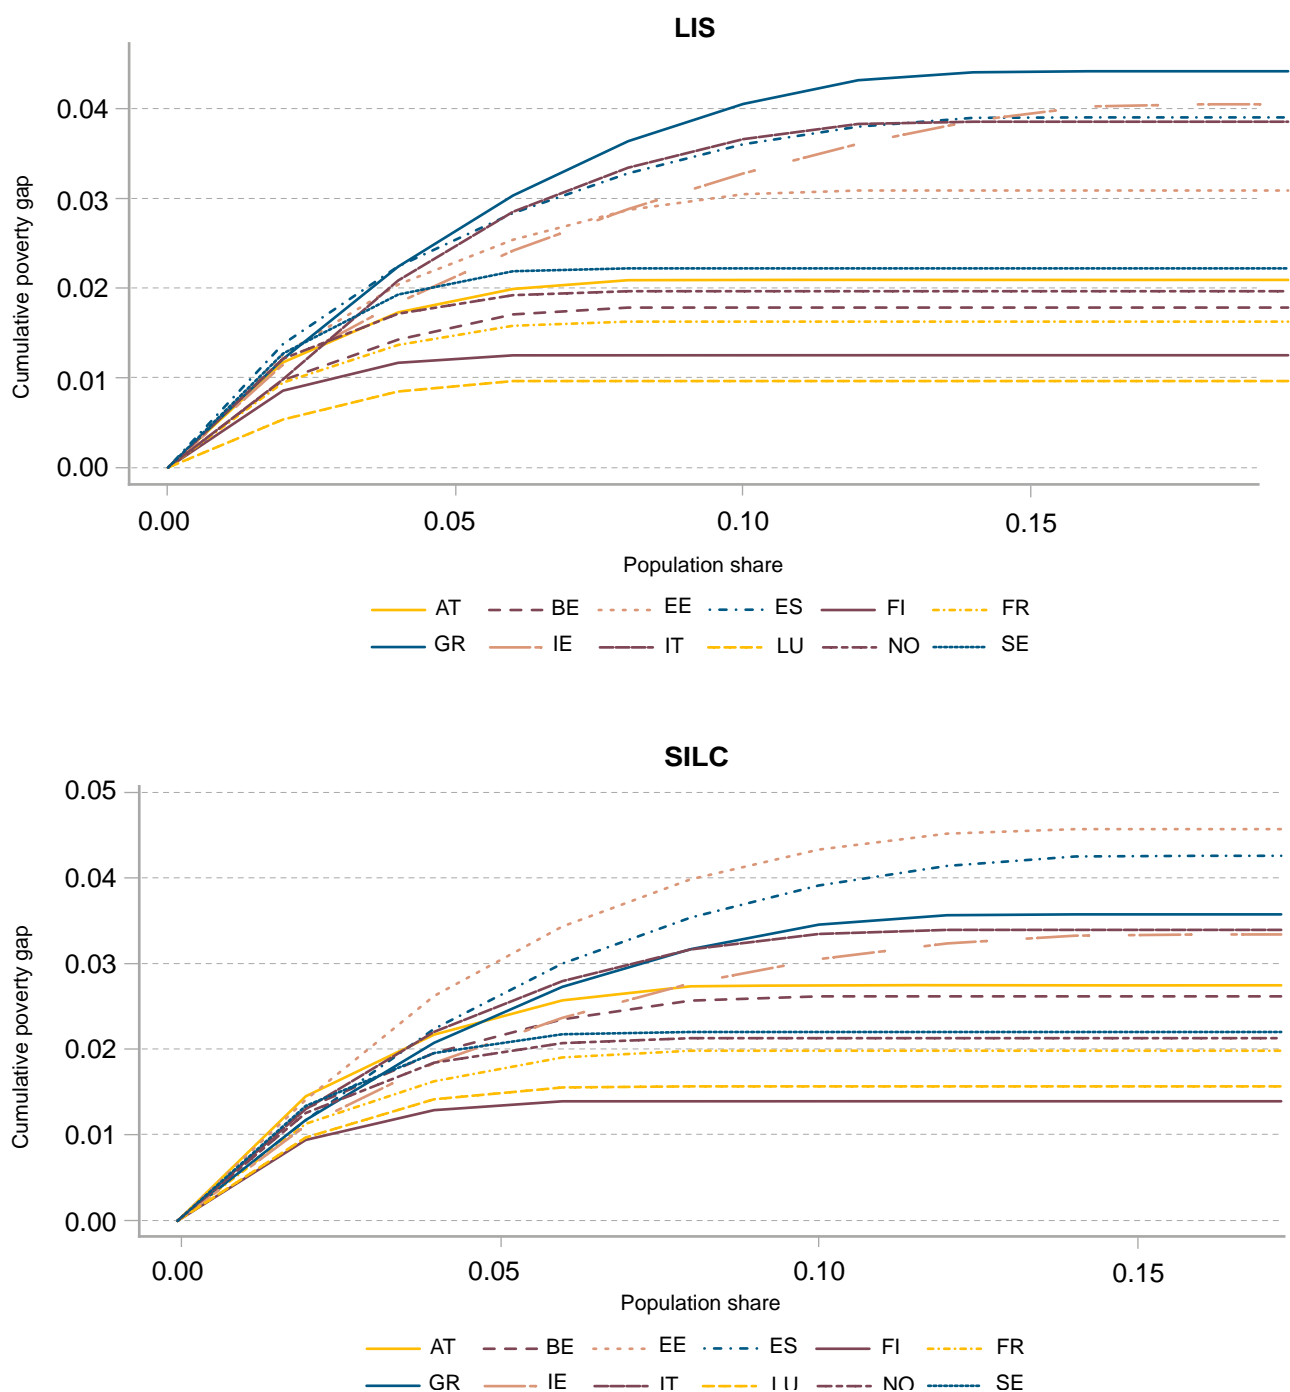 LIS
Cumulative poverty gap
0.04
0.03
0.02
0.01
0.00
0.00 0.05 0.10 0.15
Population share
AT BE EE ES FI FR
GR IE IT LU NO SE
SILC
Cumulative poverty gap
0.05
0.04
0.03
0.02
0.01
0.00
0.00 0.05 0.10 0.15
Population share
AT BE EE ES FI FR
GR IE IT LU NO SE